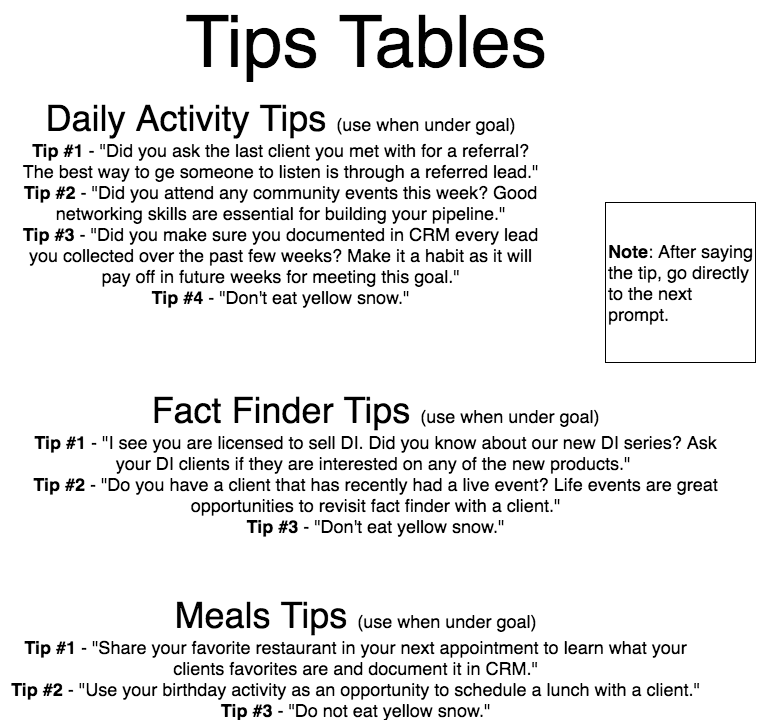 Tips Tables
Daily Activity Tips (use when under goal)
Tip #1 - "Did you ask the last client you met with for a referral?
The best way to ge someone to listen is through a referred lead."
Tip #2 - "Did you attend any community events this week? Good
networking skills are essential for building your pipeline."
Tip #3 - "Did you make sure you documented in CRM every lead
you collected over the past few weeks? Make it a habit as it will
pay off in future weeks for meeting this goal."
Tip #4 - "Don't eat yellow snow."
Note: After saying
the tip, go directly
to the next
prompt.
Fact Finder Tips (use when under goal)
Tip #1 - "I see you are licensed to sell DI. Did you know about our new DI series? Ask
your DI clients if they are interested on any of the new products."
Tip #2 - "Do you have a client that has recently had a live event? Life events are great
opportunities to revisit fact finder with a client."
Tip #3 - "Don't eat yellow snow."
Meals Tips (use when under goal)
Tip #1 - "Share your favorite restaurant in your next appointment to learn what your
clients favorites are and document it in CRM."
Tip #2 - "Use your birthday activity as an opportunity to schedule a lunch with a client."
Tip #3 - "Do not eat yellow snow."